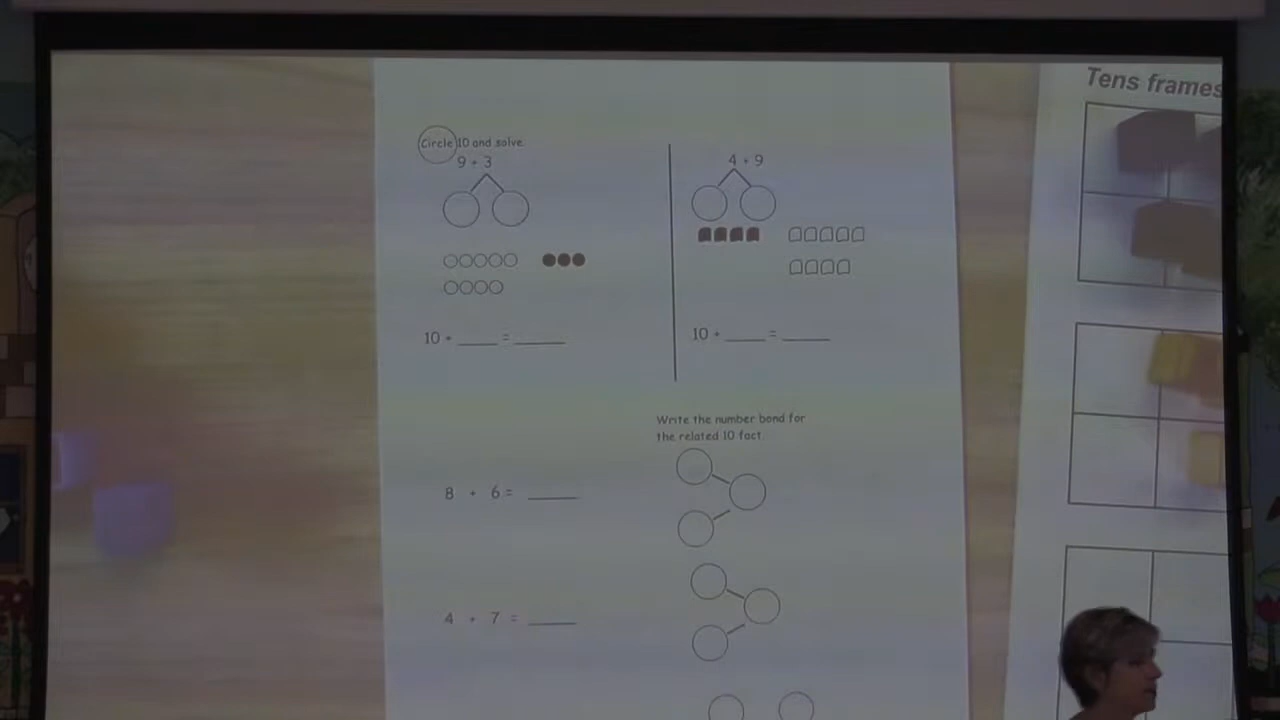 Circle 10 and solve.
9 + 3
10 + ____ = ____
4 + 9
10 + ____ = ____
Write the number bond for
the related 10 fact.
8 + 6 = ____
4 + 7 = ____
Tens frames